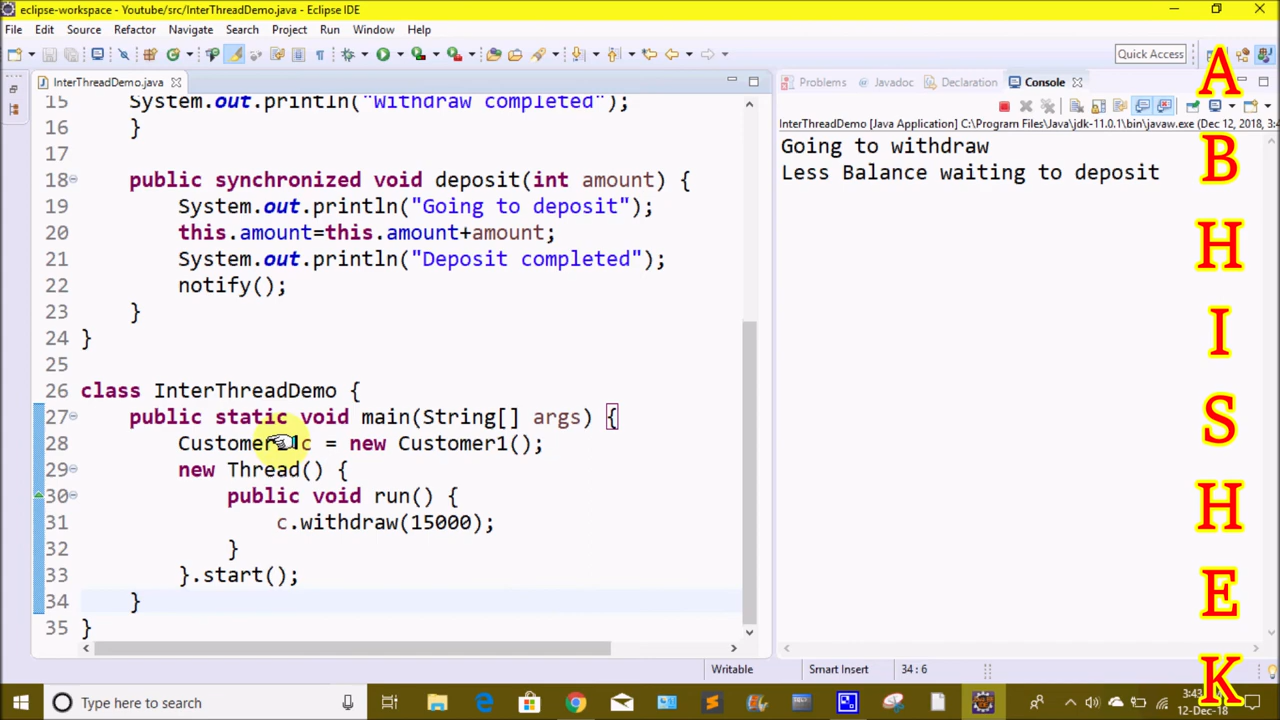 eclipse-workspace - Youtube/src/InterThreadDemo.java - Eclipse IDE
File Edit Source Refactor Navigate Search Project Run Window Help
Quick Access
InterThreadDemo.java
15 System.out.println("Withdraw completed");
16 }
17
18 public synchronized void deposit(int amount) {
19 System.out.println("Going to deposit");
20 this.amount=this.amount+amount;
21 System.out.println("Deposit completed");
22 notify();
23 }
24 }
25
26 class InterThreadDemo {
27 public static void main(String[] args) {
28 Customer1 c = new Customer1();
29 new Thread() {
30 public void run() {
31 c.withdraw(15000);
32 }
33 }.start();
34 }
35 }
Problems Javadoc Declaration Console
InterThreadDemo [Java Application] C:\Program Files\Java\jdk-11.0.1\bin\javaw.exe (Dec 12, 2018, 3:4
Going to withdraw
Less Balance waiting to deposit
A
B
H
I
S
H
E
K
Writable Smart Insert 34 : 6
Type here to search
3:43
12-Dec-18